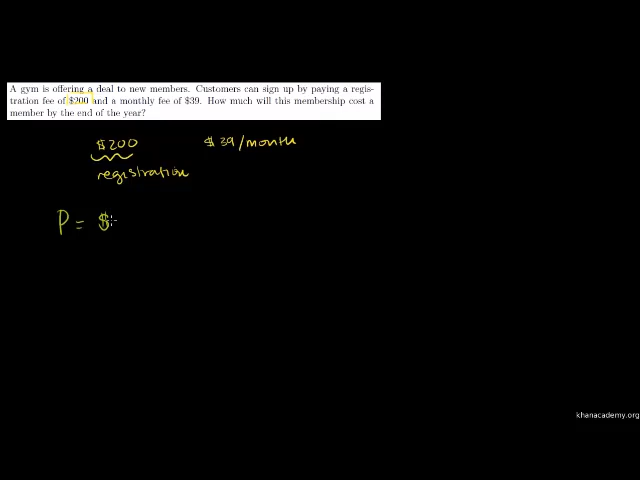 A gym is offering a deal to new members. Customers can sign up by paying a regis-
tration fee of $200 and a monthly fee of $39. How much will this membership cost a
member by the end of the year?
$200 $39/month
registration
P = $
khanacademy.org